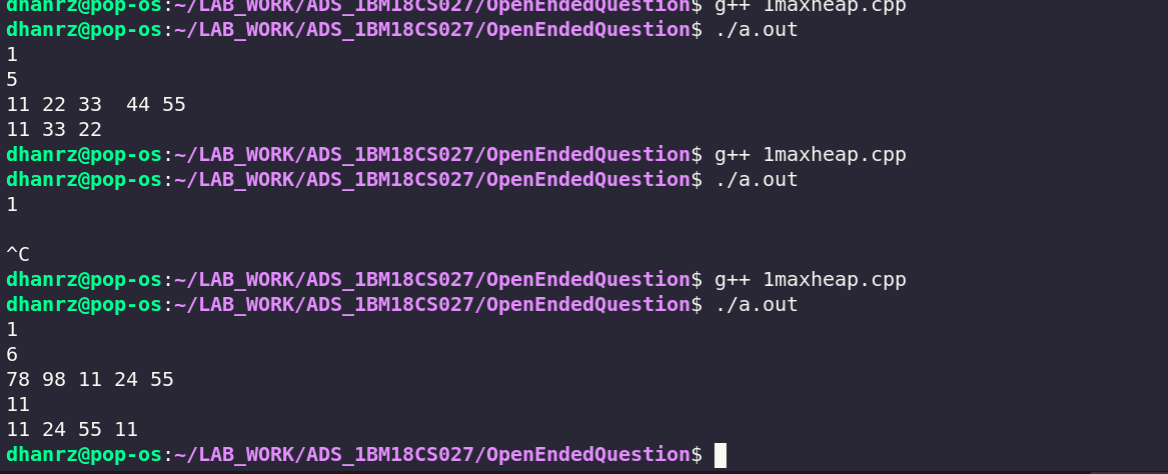 dhanrz@pop-os:~/LAB_WORK/ADS_1BM18CS027/OpenEndedQuestion$ g++ 1maxheap.cpp
dhanrz@pop-os:~/LAB_WORK/ADS_1BM18CS027/OpenEndedQuestion$ ./a.out
1
5
11 22 33  44 55
11 33 22
dhanrz@pop-os:~/LAB_WORK/ADS_1BM18CS027/OpenEndedQuestion$ g++ 1maxheap.cpp
dhanrz@pop-os:~/LAB_WORK/ADS_1BM18CS027/OpenEndedQuestion$ ./a.out
1

^C
dhanrz@pop-os:~/LAB_WORK/ADS_1BM18CS027/OpenEndedQuestion$ g++ 1maxheap.cpp
dhanrz@pop-os:~/LAB_WORK/ADS_1BM18CS027/OpenEndedQuestion$ ./a.out
1
6
78 98 11 24 55
11
11 24 55 11
dhanrz@pop-os:~/LAB_WORK/ADS_1BM18CS027/OpenEndedQuestion$